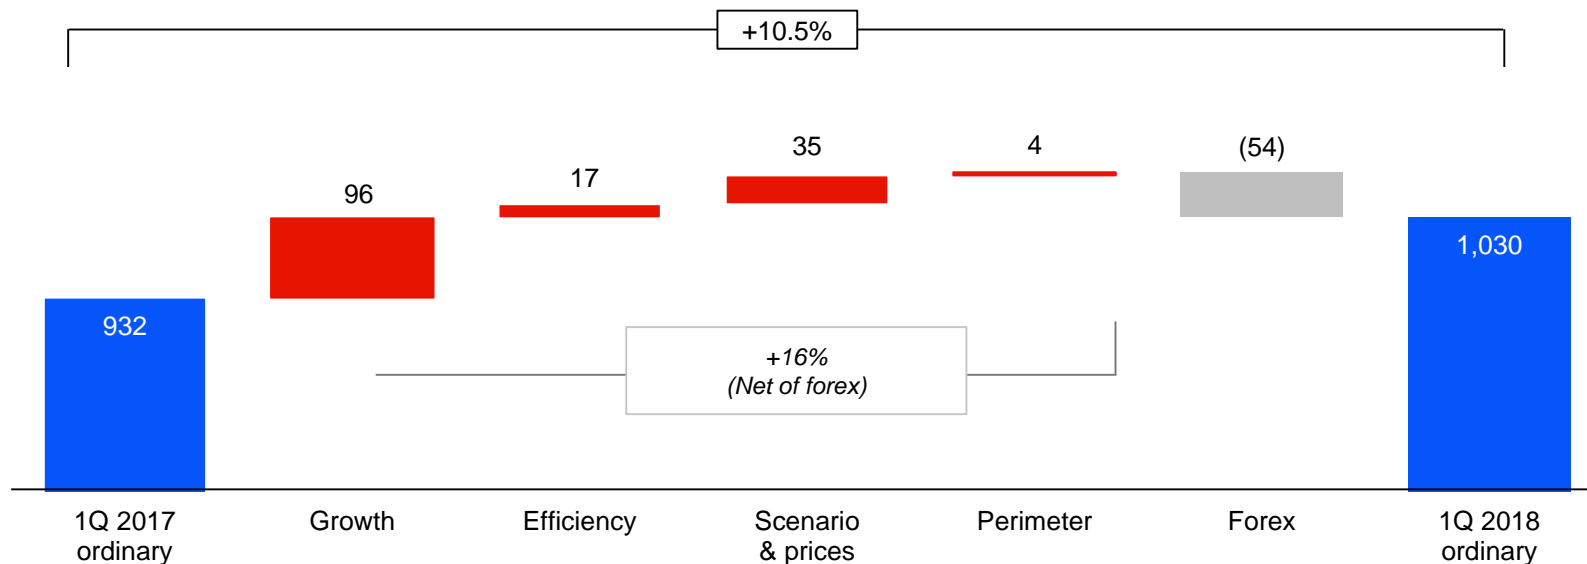 +10.5%
96
17
35
4
(54)
932
1,030
+16%
(Net of forex)
1Q 2017
ordinary
Growth
Efficiency
Scenario
& prices
Perimeter
Forex
1Q 2018
ordinary